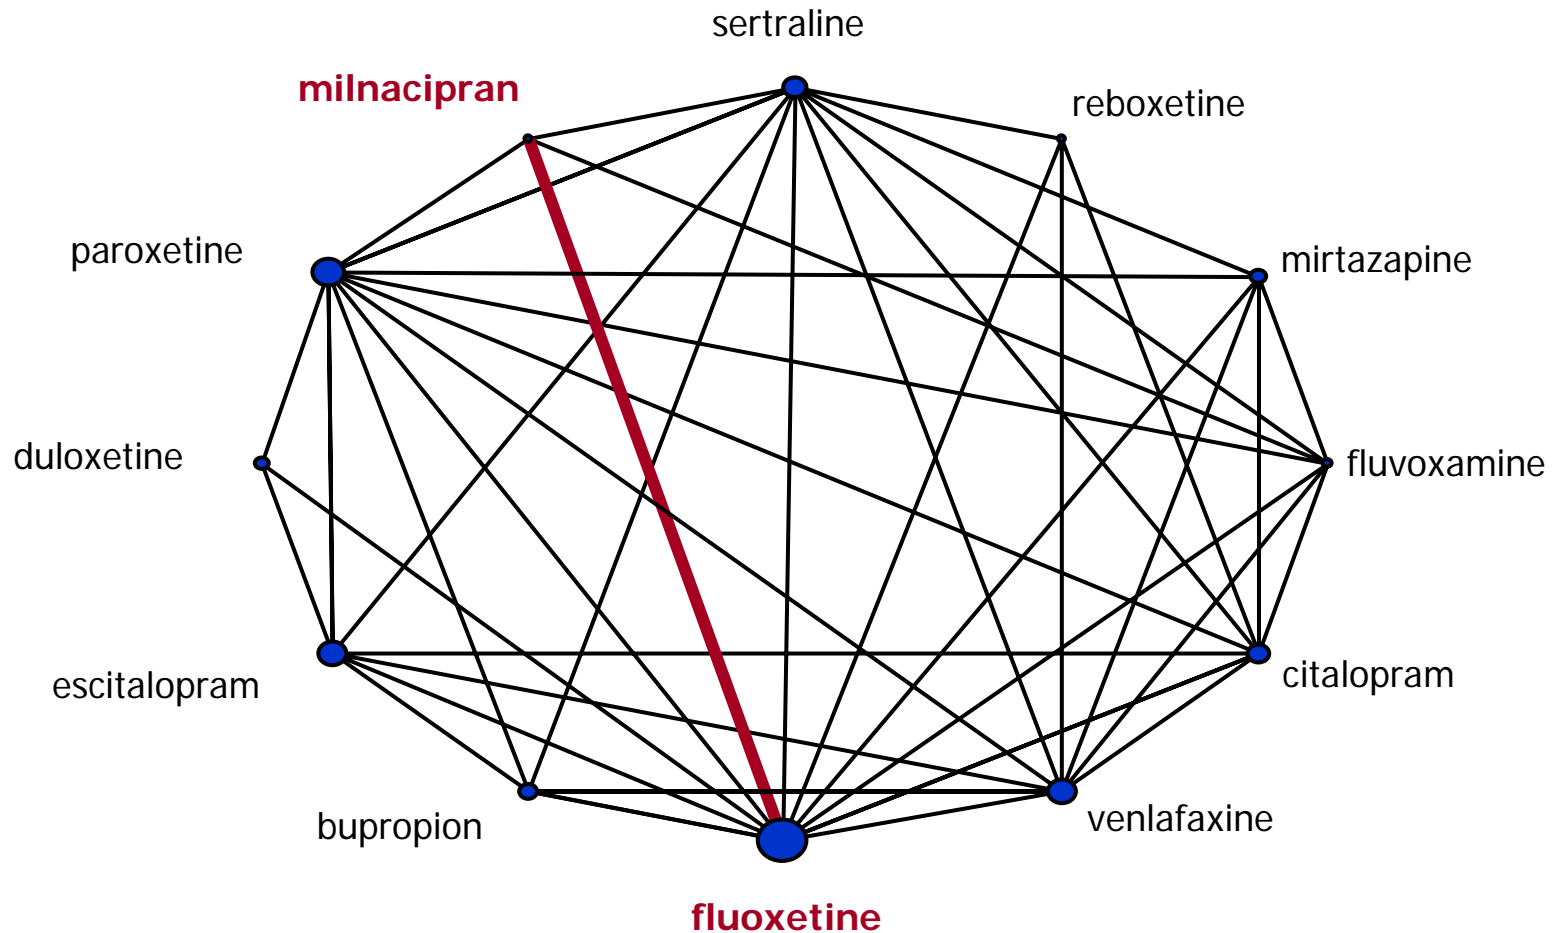 sertraline
milnacipran
reboxetine
paroxetine
mirtazapine
duloxetine
fluvoxamine
escitalopram
citalopram
bupropion
venlafaxine
fluoxetine